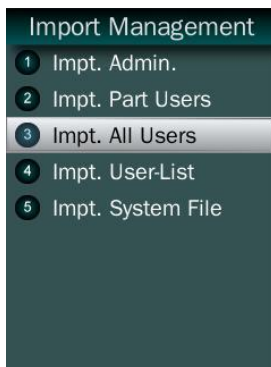 Import Management
1 Impt. Admin.
2 Impt. Part Users
3 Impt. All Users
4 Impt. User-List
5 Impt. System File